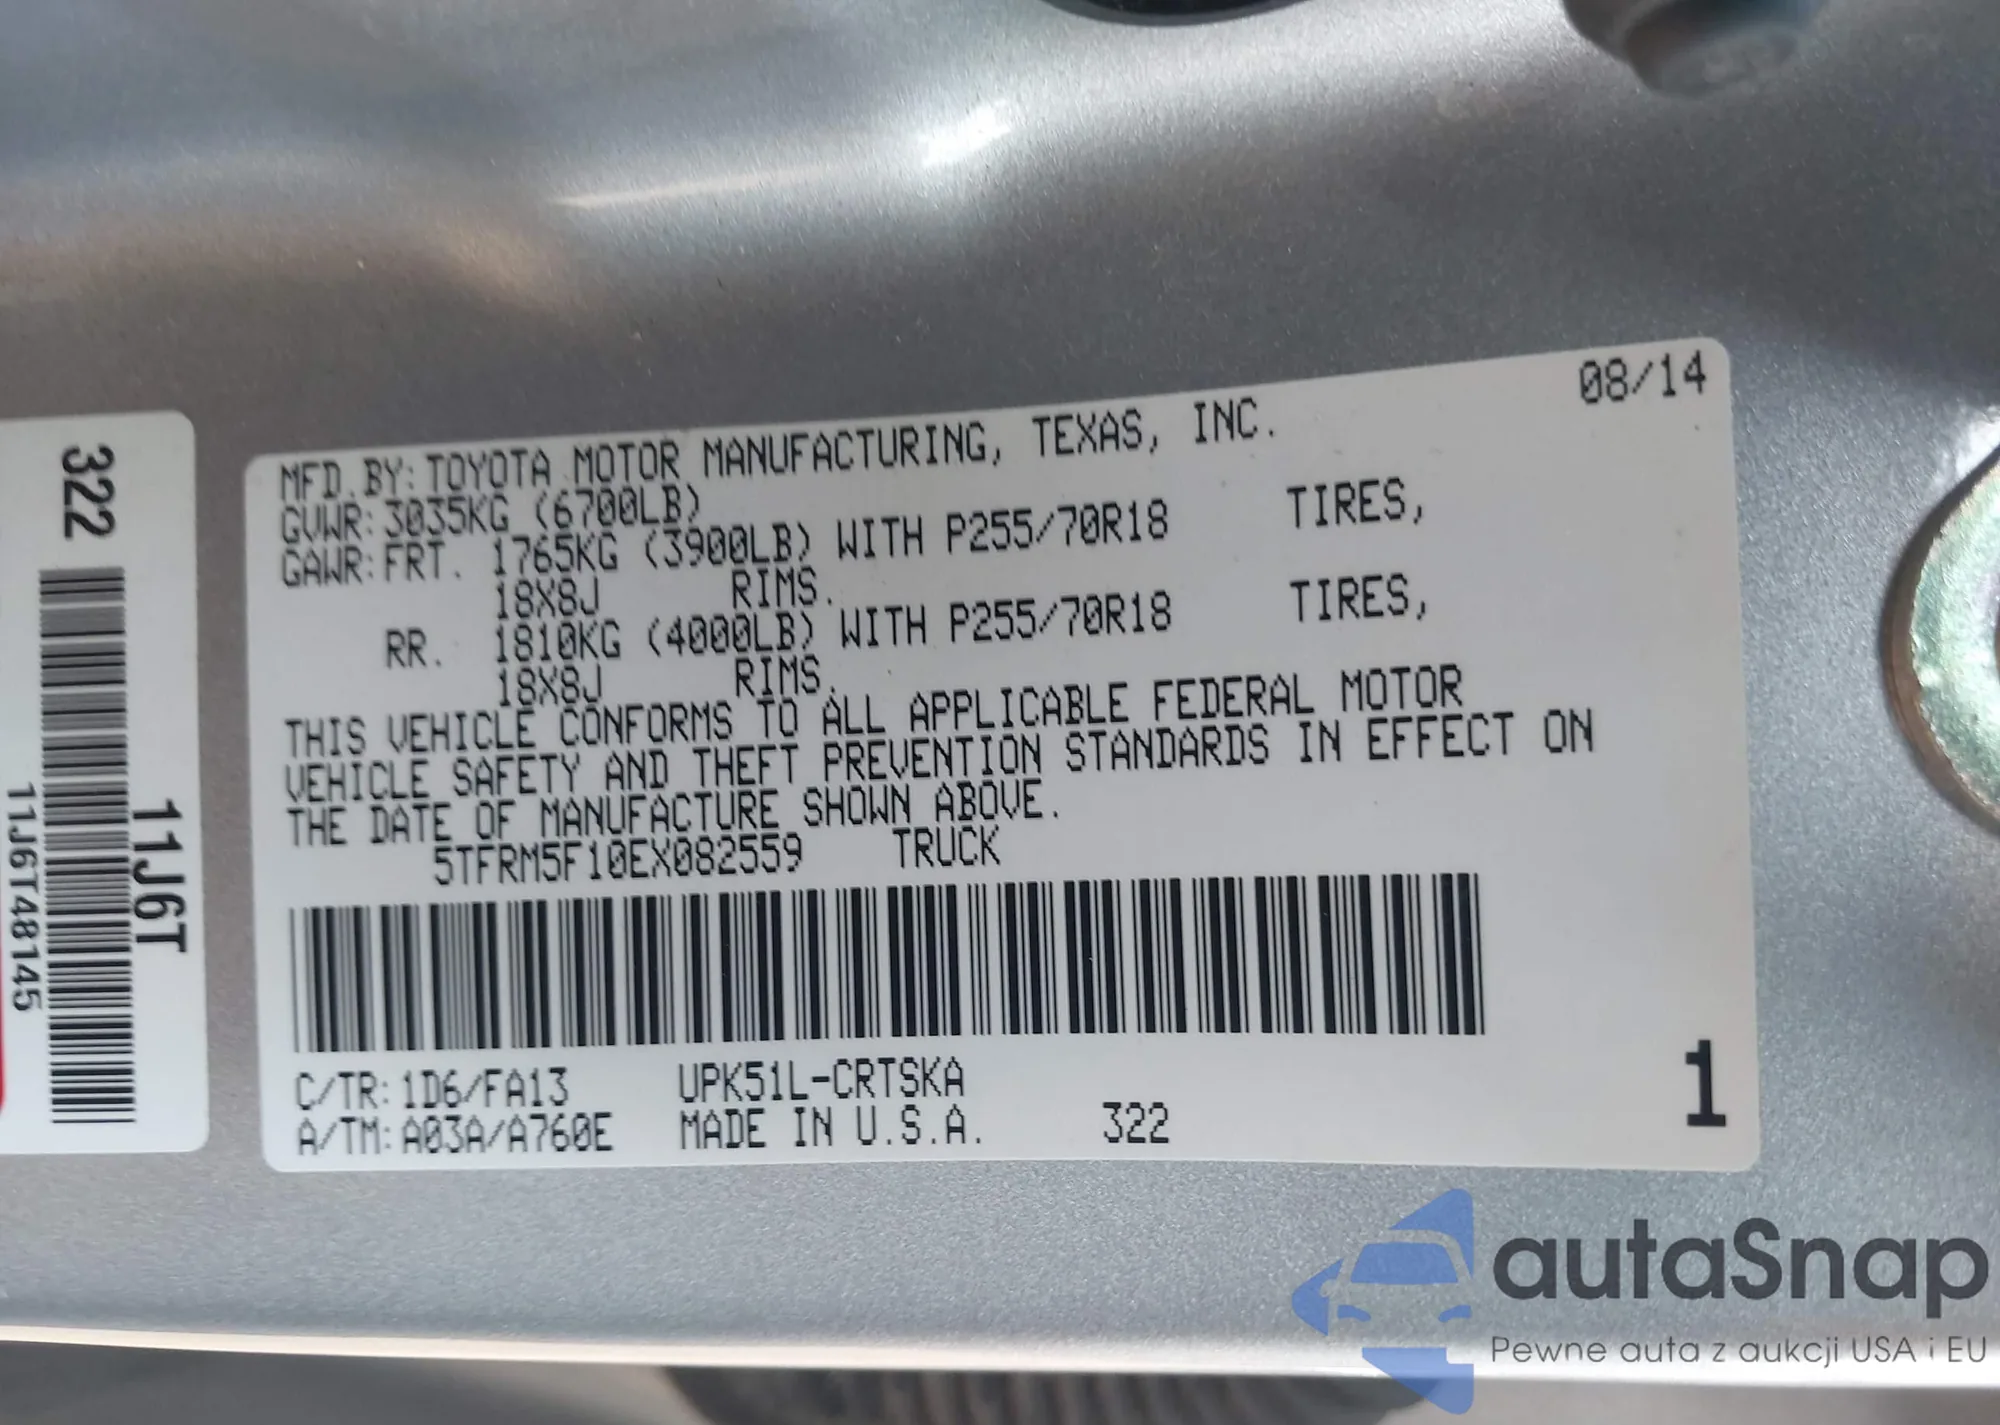 322
11J6T
11J6T48145
08/14
MFD.BY: TOYOTA MOTOR MANUFACTURING, TEXAS, INC.
GVWR: 3035KG (6700LB)
GAWR: FRT. 1765KG (3900LB) WITH P255/70R18 TIRES,
18X8J RIMS.
RR. 1810KG (4000LB) WITH P255/70R18 TIRES,
18X8J RIMS.
THIS VEHICLE CONFORMS TO ALL APPLICABLE FEDERAL MOTOR
VEHICLE SAFETY AND THEFT PREVENTION STANDARDS IN EFFECT ON
THE DATE OF MANUFACTURE SHOWN ABOVE.
5TFRM5F10EX082559 TRUCK
C/TR: 1D6/FA13 UPK51L-CRTSKA
A/TM: A03A/A760E MADE IN U.S.A. 322
1
autaSnap
Pewne auta z aukcji USA i EU